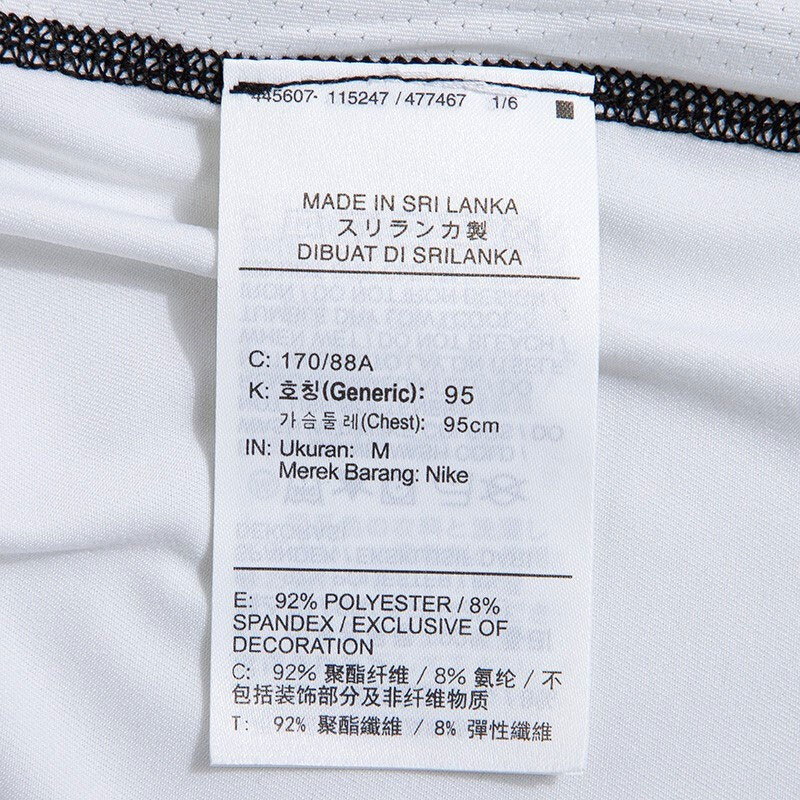 445607- 115247 / 477467 1/6
MADE IN SRI LANKA
スリランカ製
DIBUAT DI SRILANKA
C: 170/88A
K: 호칭(Generic): 95
가슴둘레(Chest): 95cm
IN: Ukuran: M
Merek Barang: Nike
E: 92% POLYESTER / 8%
SPANDEX / EXCLUSIVE OF
DECORATION
C: 92% 聚酯纤维 / 8% 氨纶 / 不
包括装饰部分及非纤维物质
T: 92% 聚酯纖維 / 8% 彈性纖維